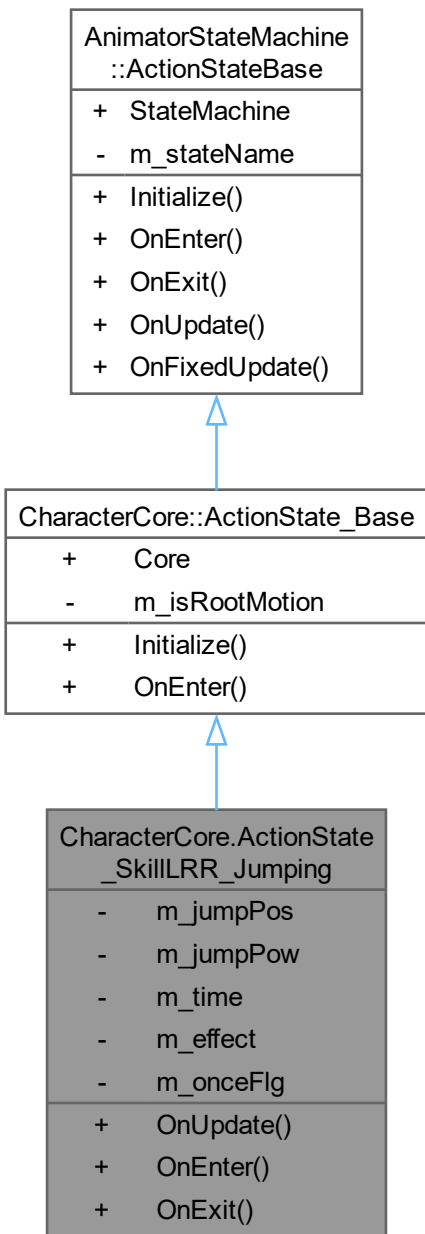 AnimatorStateMachine
::ActionStateBase
+ StateMachine
- m_stateName
+ Initialize()
+ OnEnter()
+ OnExit()
+ OnUpdate()
+ OnFixedUpdate()
CharacterCore::ActionState_Base
+ Core
- m_isRootMotion
+ Initialize()
+ OnEnter()
CharacterCore.ActionState
_SkillLRR_Jumping
- m_jumpPos
- m_jumpPow
- m_time
- m_effect
- m_onceFlg
+ OnUpdate()
+ OnEnter()
+ OnExit()